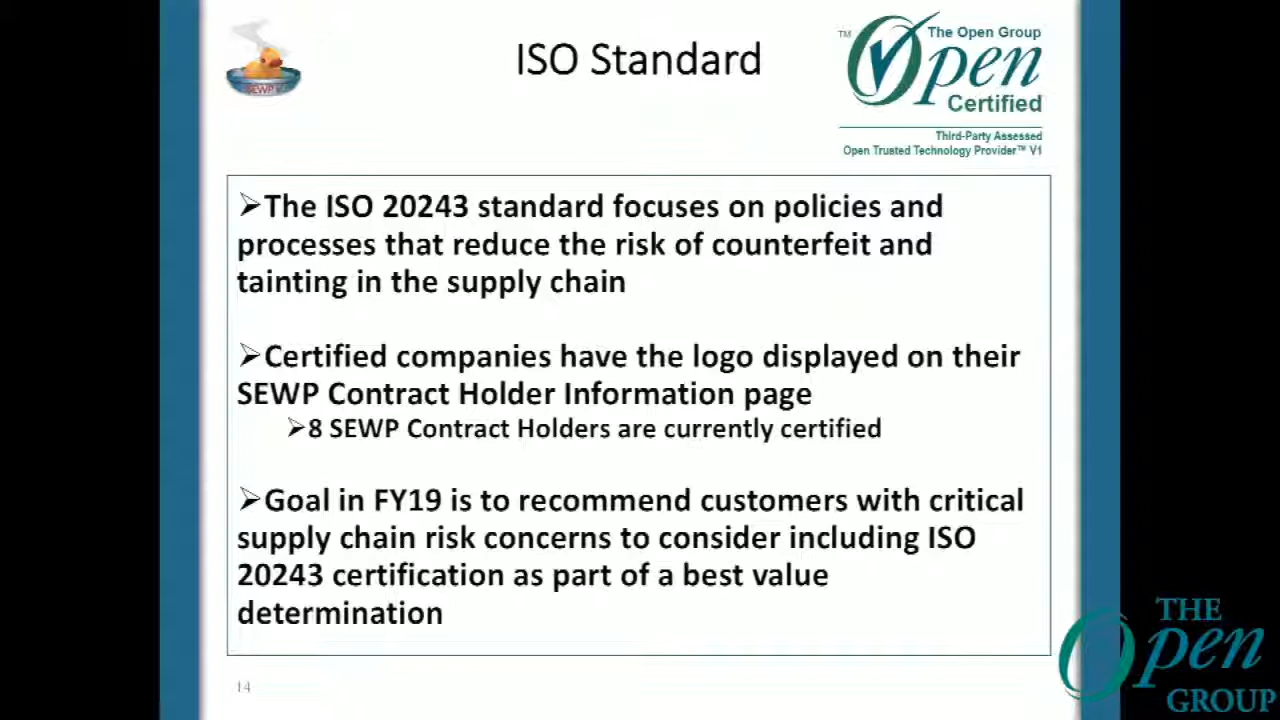 ISO Standard
SEWP V
TM
The Open Group
Open
Certified
Third-Party Assessed
Open Trusted Technology Provider™ V1
➢The ISO 20243 standard focuses on policies and
processes that reduce the risk of counterfeit and
tainting in the supply chain
➢Certified companies have the logo displayed on their
SEWP Contract Holder Information page
➢8 SEWP Contract Holders are currently certified
➢Goal in FY19 is to recommend customers with critical
supply chain risk concerns to consider including ISO
20243 certification as part of a best value
determination
14
THE
Open
GROUP